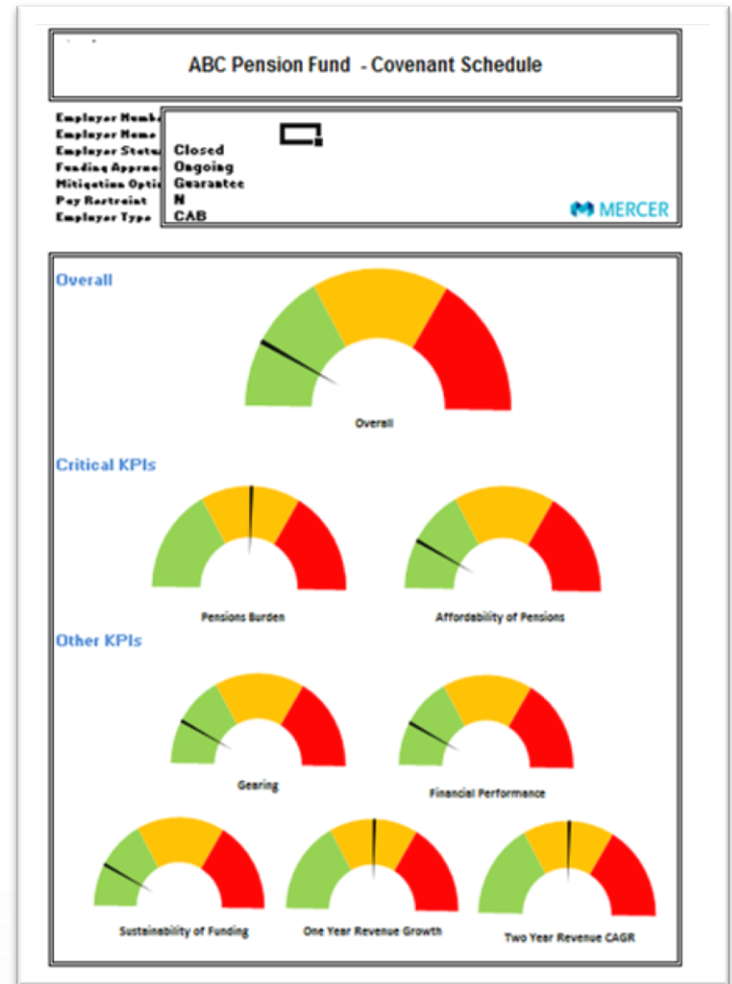 ABC Pension Fund - Covenant Schedule
Employer Numb
Employer Name
Employer Statu Closed
Funding Approa Ongoing
Mitigation Optio Guarantee
Pay Restraint N
Employer Type CAB
MERCER
Overall
Overall
Critical KPIs
Pensions Burden Affordability of Pensions
Other KPIs
Gearing Financial Performance
Sustainability of Funding One Year Revenue Growth Two Year Revenue CAGR